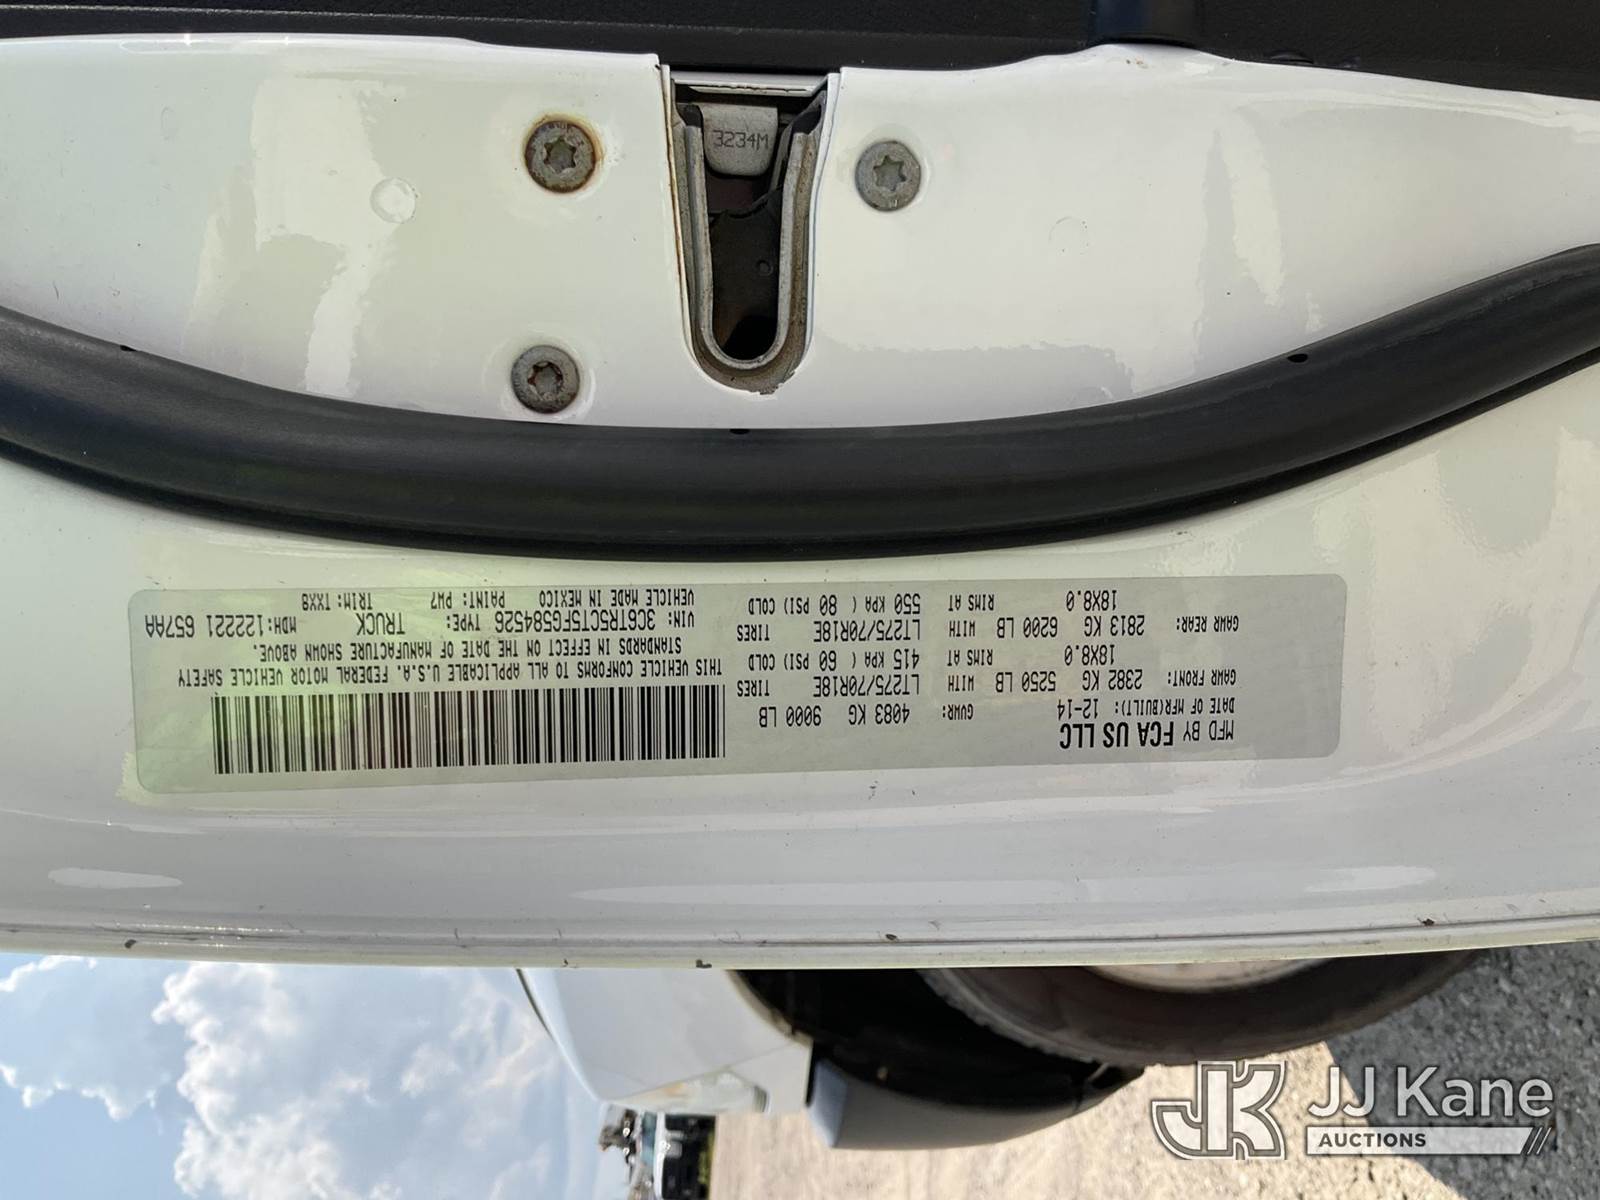 3234M
MFD BY FCA US LLC
DATE OF MFR(BUILT): 12-14 GVWR: 4083 KG 9000 LB
GAWR FRONT: 2382 KG 5250 LB WITH TIRES LT275/70R18E
18X8.0 RIMS AT 415 KPA ( 60 PSI) COLD
GAWR REAR: 2813 KG 6200 LB WITH TIRES LT275/70R18E
18X8.0 RIMS AT 550 KPA ( 80 PSI) COLD
THIS VEHICLE CONFORMS TO ALL APPLICABLE U.S.A. FEDERAL MOTOR VEHICLE SAFETY
STANDARDS IN EFFECT ON THE DATE OF MANUFACTURE SHOWN ABOVE.
VIN: 3C6TR5CT5FG584526 TYPE: TRUCK MDH: 122221 657AA
VEHICLE MADE IN MEXICO PAINT: PW7 TRIM: TXX8
JK JJ Kane
AUCTIONS